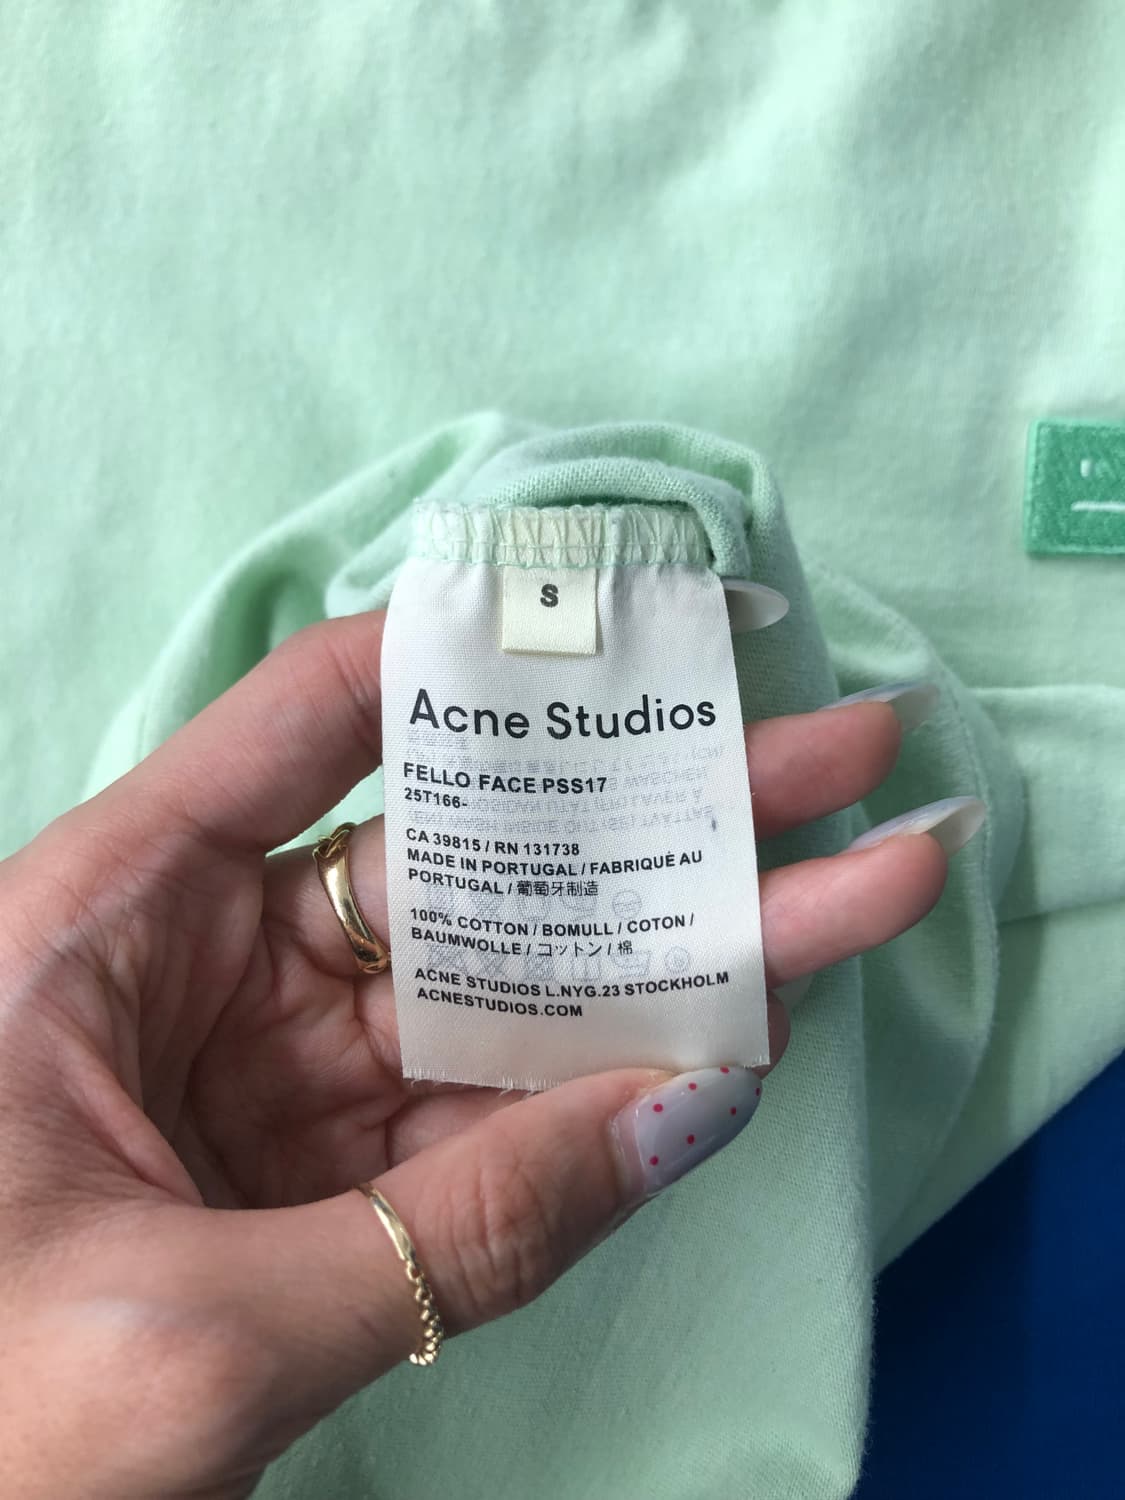 S
Acne Studios
FELLO FACE PSS17
25T166-
CA 39815 / RN 131738
MADE IN PORTUGAL / FABRIQUÉ AU
PORTUGAL / 葡萄牙制造
100% COTTON / BOMULL / COTON /
BAUMWOLLE / コットン / 棉
ACNE STUDIOS L.NYG.23 STOCKHOLM
ACNESTUDIOS.COM